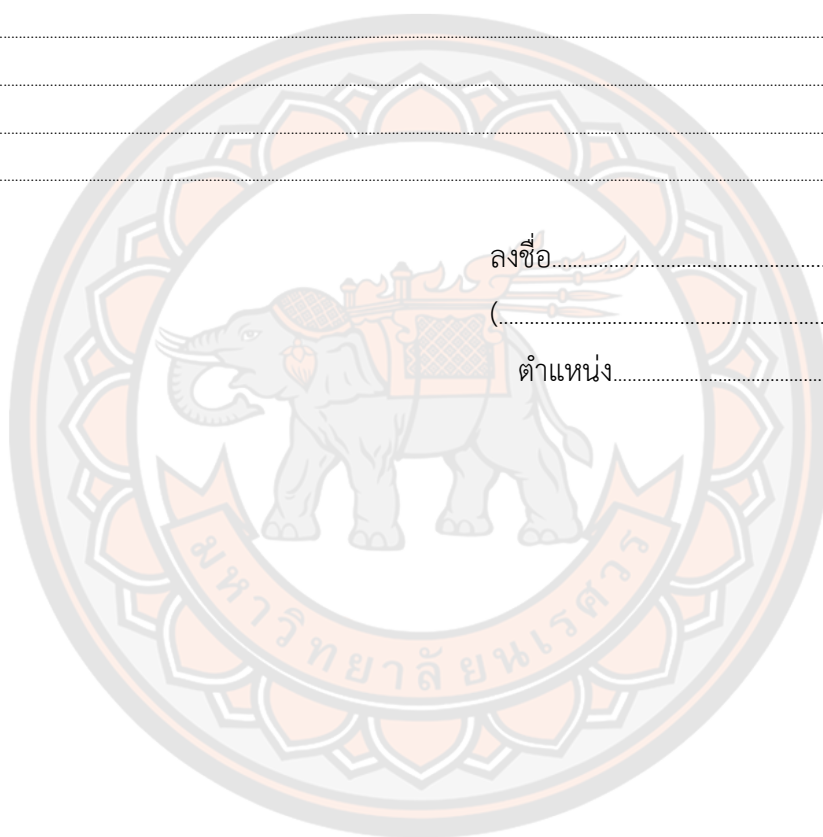 ................................................................................
................................................................................
................................................................................
................................................................................
ลงชื่อ................................................
(................................................
ตำแหน่ง................................................
มหาวิทยาลัยนเรศวร